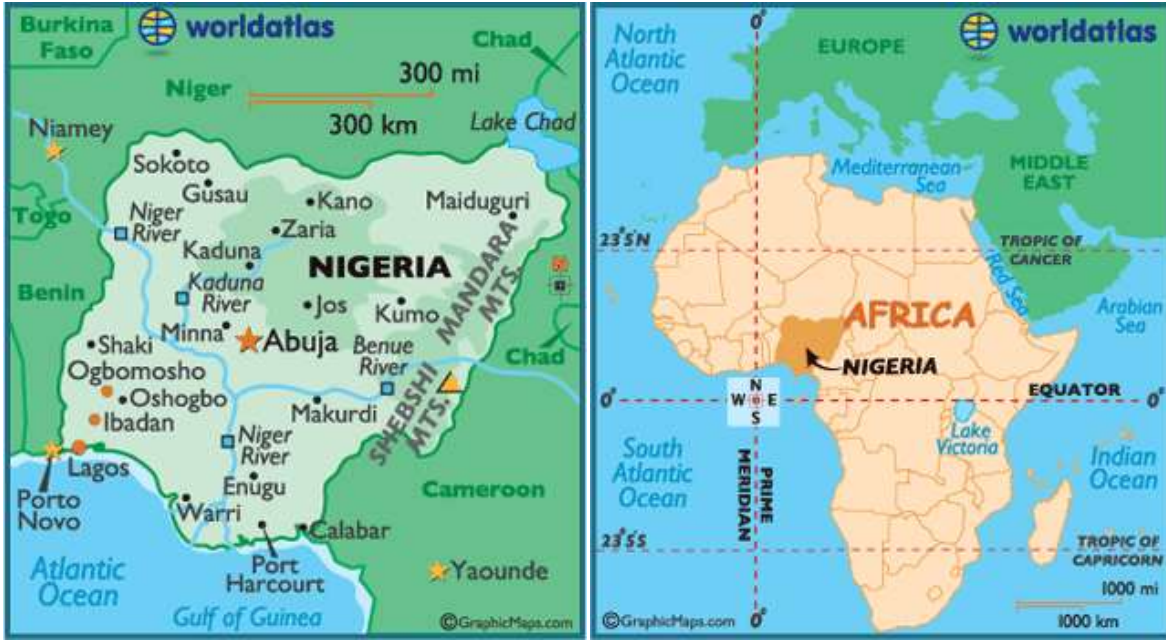 Burkina
Faso
worldatlas
Chad
Niger
300 mi
300 km
Lake Chad
Niamey
Sokoto
Gusau
Kano
Maiduguri
Togo
Niger
River
Zaria
Kaduna
NIGERIA
Kaduna
River
Benin
Jos
Kumo
MANDARA
MTS.
Minna
Abuja
Shaki
Benue
River
Chad
Ogbomosho
Oshogbo
Makurdi
SHEBSHI
MTS.
Ibadan
Niger
River
Lagos
Porto
Novo
Enugu
Cameroon
Warri
Calabar
Port
Harcourt
Yaounde
Atlantic
Ocean
Gulf of Guinea
©GraphicMaps.com
0°
North
Atlantic
Ocean
worldatlas
EUROPE
Mediterranean
Sea
MIDDLE
EAST
23°5N
TROPIC OF
CANCER
Red Sea
Arabian
Sea
AFRICA
NIGERIA
N
W E
S
EQUATOR
0°
0°
Lake
Victoria
South
Atlantic
Ocean
PRIME
MERIDIAN
Indian
Ocean
23°5S
TROPIC OF
CAPRICORN
1000 mi
1000 km
0°
©GraphicMaps.com